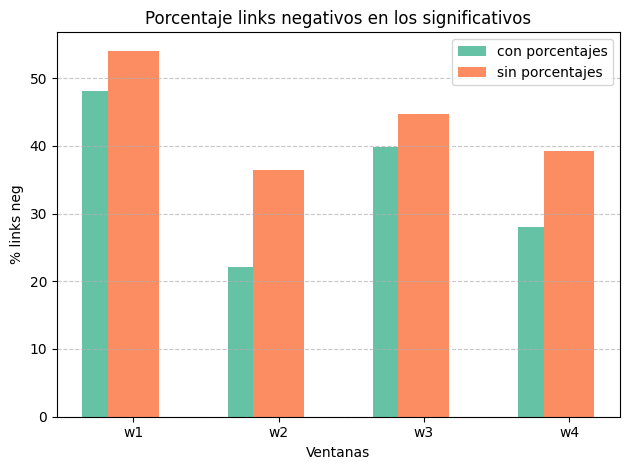 Porcentaje links negativos en los significativos
con porcentajes
sin porcentajes
% links neg
50
40
30
20
10
0
w1 w2 w3 w4
Ventanas